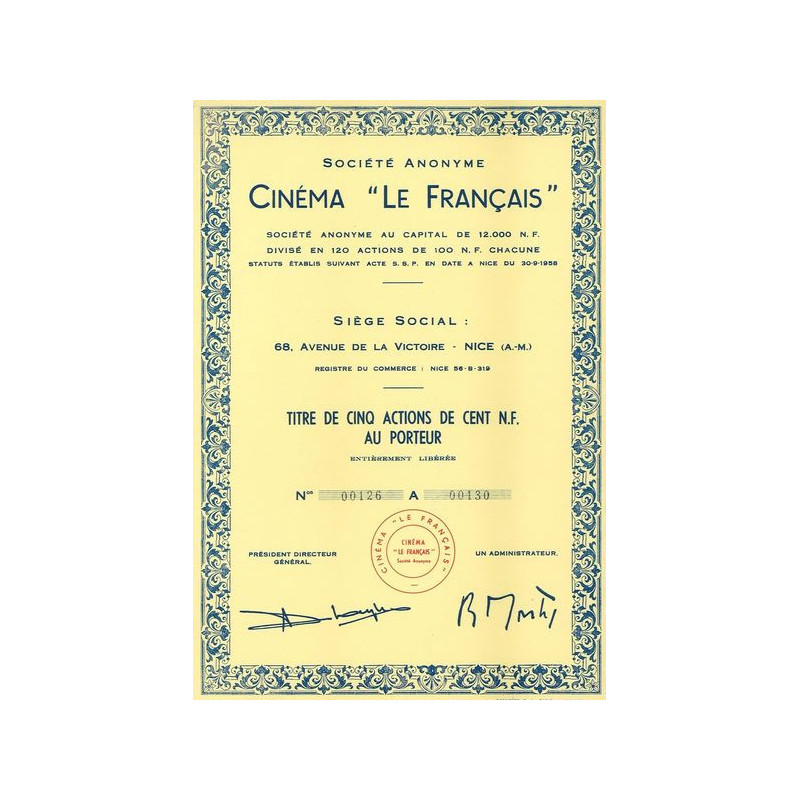 SOCIÉTÉ ANONYME
CINÉMA "LE FRANÇAIS"
SOCIÉTÉ ANONYME AU CAPITAL DE 12.000 N.F.
DIVISÉ EN 120 ACTIONS DE 100 N.F. CHACUNE
STATUTS ÉTABLIS SUIVANT ACTE S.S.P. EN DATE A NICE DU 30-9-1958
SIÈGE SOCIAL :
68, AVENUE DE LA VICTOIRE - NICE (A.-M.)
REGISTRE DU COMMERCE : NICE 56-B-319
TITRE DE CINQ ACTIONS DE CENT N.F.
AU PORTEUR
ENTIÈREMENT LIBÉRÉE
Nos 00126 A 00130
CINÉMA "LE FRANÇAIS"
CINÉMA
"LE FRANÇAIS"
Société Anonyme
PRÉSIDENT DIRECTEUR
GÉNÉRAL,
UN ADMINISTRATEUR,